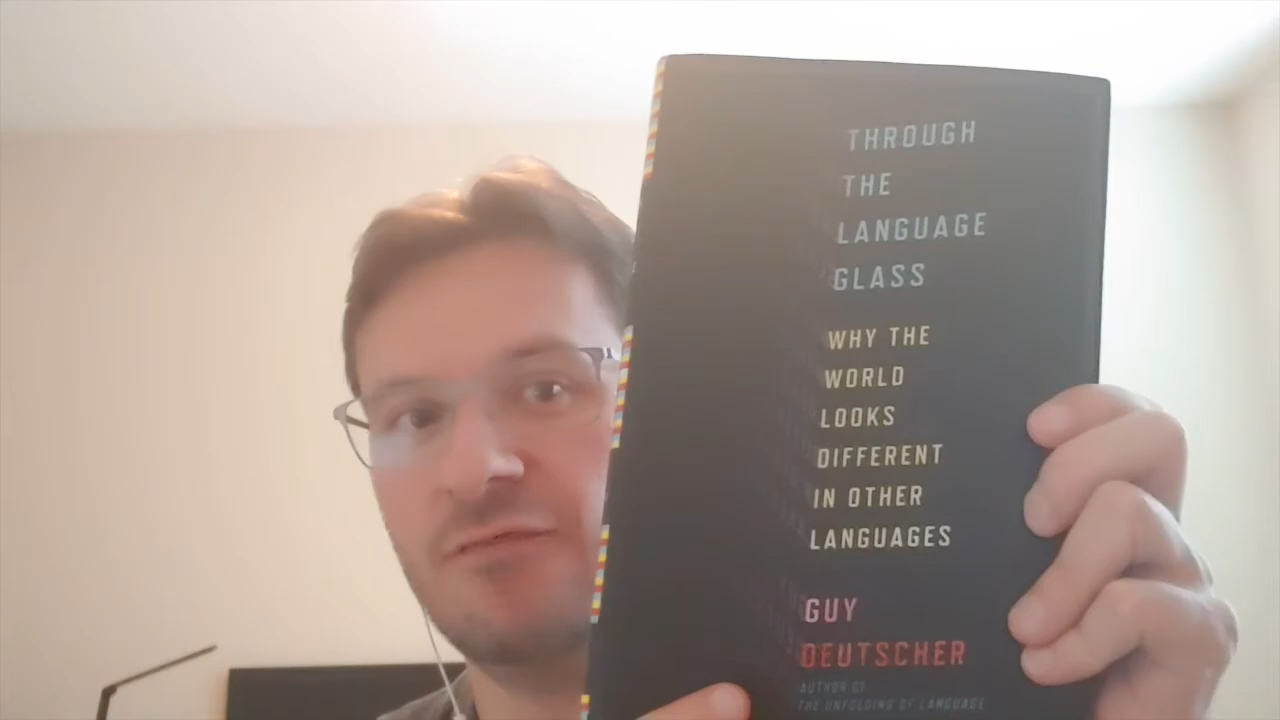 THROUGH
THE
LANGUAGE
GLASS
WHY THE
WORLD
LOOKS
DIFFERENT
IN OTHER
LANGUAGES
GUY
DEUTSCHER
AUTHOR OF
THE UNFOLDING OF LANGUAGE